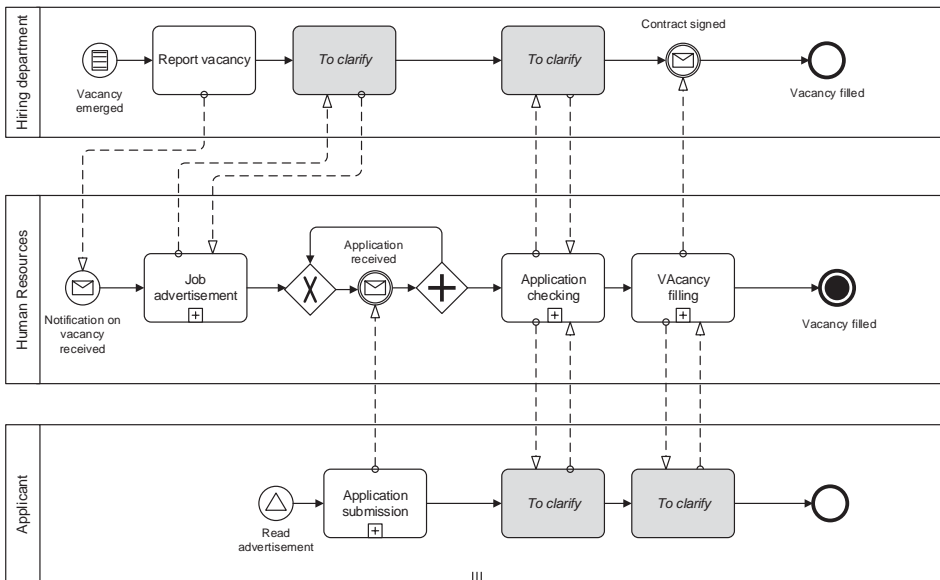 Hiring department
Vacancy
emerged
Report vacancy
To clarify
To clarify
Contract signed
Vacancy filled
Human Resources
Notification on
vacancy
received
Job
advertisement
Application
received
Application
checking
VAcancy
filling
Vacancy filled
Applicant
Read
advertisement
Application
submission
To clarify
To clarify